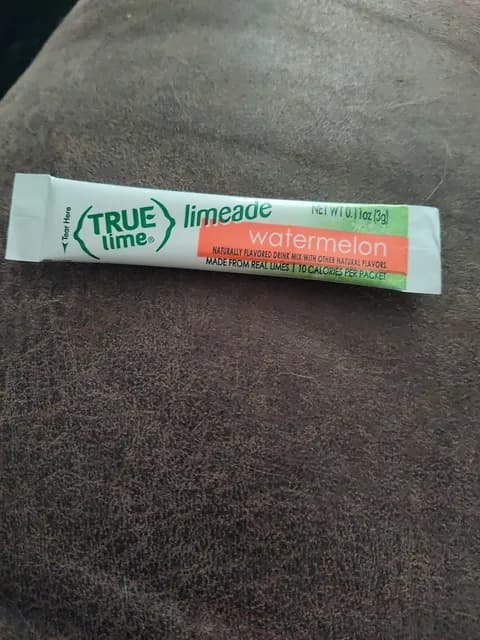 Tear Here
TRUE
lime®
limeade
NET WT 0.11oz (3g)
watermelon
NATURALLY FLAVORED DRINK MIX WITH OTHER NATURAL FLAVORS
MADE FROM REAL LIMES | 10 CALORIES PER PACKET